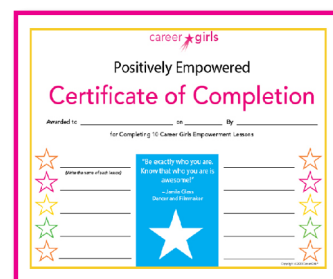 career girls
Positively Empowered
Certificate of Completion
Awarded to on By
for Completing 10 Career Girls Empowerment Lessons
(Write the name of each lesson)
"Be exactly who you are.
Know that who you are is
awesome!"
Dancer and Filmmaker